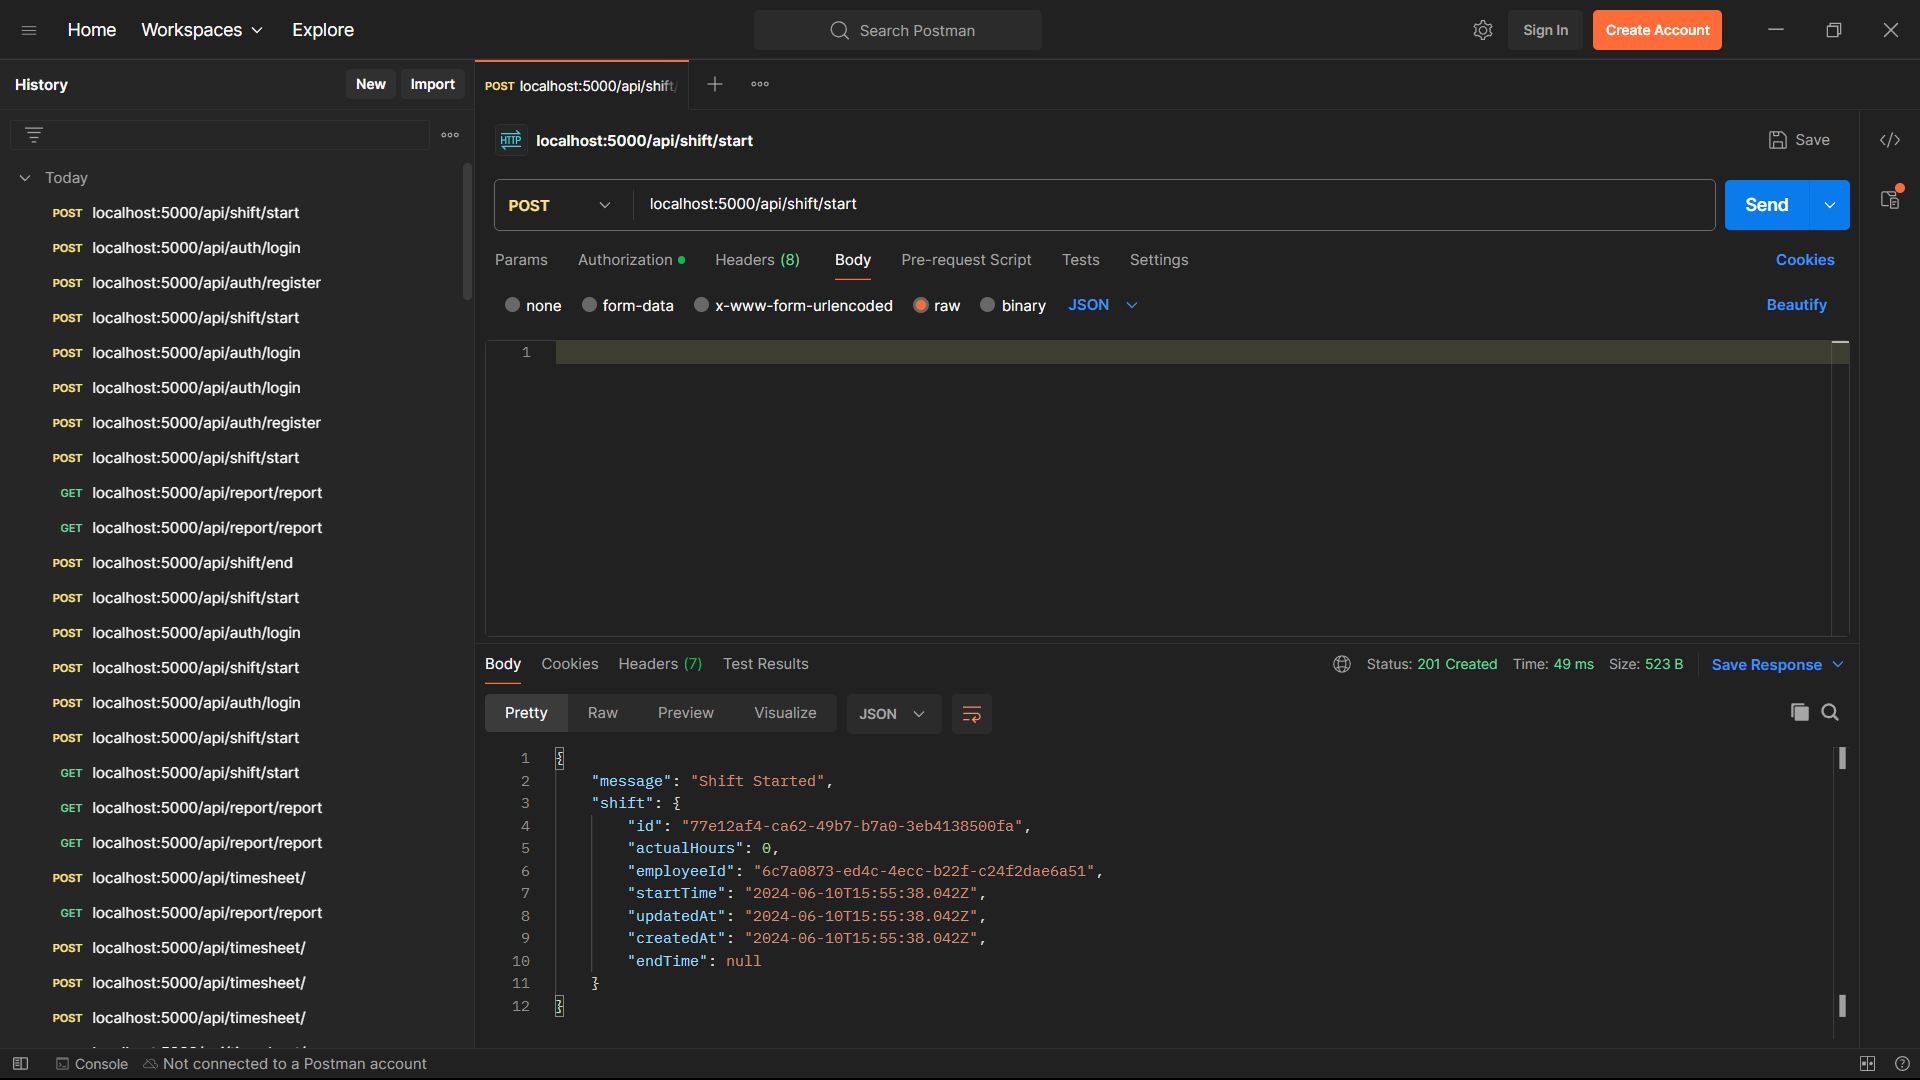 Home Workspaces Explore Search Postman Sign In Create Account
History New Import
POST localhost:5000/api/shift/
HTTP localhost:5000/api/shift/start Save
Today
POST localhost:5000/api/shift/start
POST localhost:5000/api/auth/login
POST localhost:5000/api/auth/register
POST localhost:5000/api/shift/start
POST localhost:5000/api/auth/login
POST localhost:5000/api/auth/login
POST localhost:5000/api/auth/register
POST localhost:5000/api/shift/start
GET localhost:5000/api/report/report
GET localhost:5000/api/report/report
POST localhost:5000/api/shift/end
POST localhost:5000/api/shift/start
POST localhost:5000/api/auth/login
POST localhost:5000/api/shift/start
POST localhost:5000/api/auth/login
POST localhost:5000/api/shift/start
GET localhost:5000/api/shift/start
GET localhost:5000/api/report/report
GET localhost:5000/api/report/report
POST localhost:5000/api/timesheet/
GET localhost:5000/api/report/report
POST localhost:5000/api/timesheet/
POST localhost:5000/api/timesheet/
POST localhost:5000/api/timesheet/
POST localhost:5000/api/shift/start Send
Params Authorization Headers (8) Body Pre-request Script Tests Settings Cookies
none form-data x-www-form-urlencoded raw binary JSON Beautify
1
Body Cookies Headers (7) Test Results Status: 201 Created Time: 49 ms Size: 523 B Save Response
Pretty Raw Preview Visualize JSON
1 {
2 "message": "Shift Started",
3 "shift": {
4 "id": "77e12af4-ca62-49b7-b7a0-3eb4138500fa",
5 "actualHours": 0,
6 "employeeId": "6c7a0873-ed4c-4ecc-b22f-c24f2dae6a51",
7 "startTime": "2024-06-10T15:55:38.042Z",
8 "updatedAt": "2024-06-10T15:55:38.042Z",
9 "createdAt": "2024-06-10T15:55:38.042Z",
10 "endTime": null
11 }
12 }
Console Not connected to a Postman account